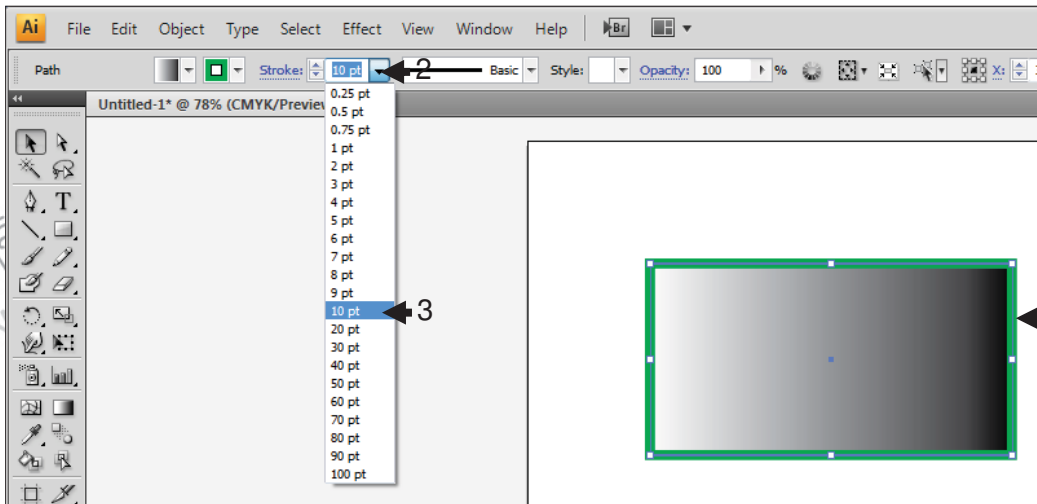 Ai File Edit Object Type Select Effect View Window Help Br
Path Stroke: 10 pt 2 Basic Style: Opacity: 100 % X:
Untitled-1* @ 78% (CMYK/Preview
0.25 pt
0.5 pt
0.75 pt
1 pt
2 pt
3 pt
4 pt
5 pt
6 pt
7 pt
8 pt
9 pt
10 pt 3
20 pt
30 pt
40 pt
50 pt
60 pt
70 pt
80 pt
90 pt
100 pt